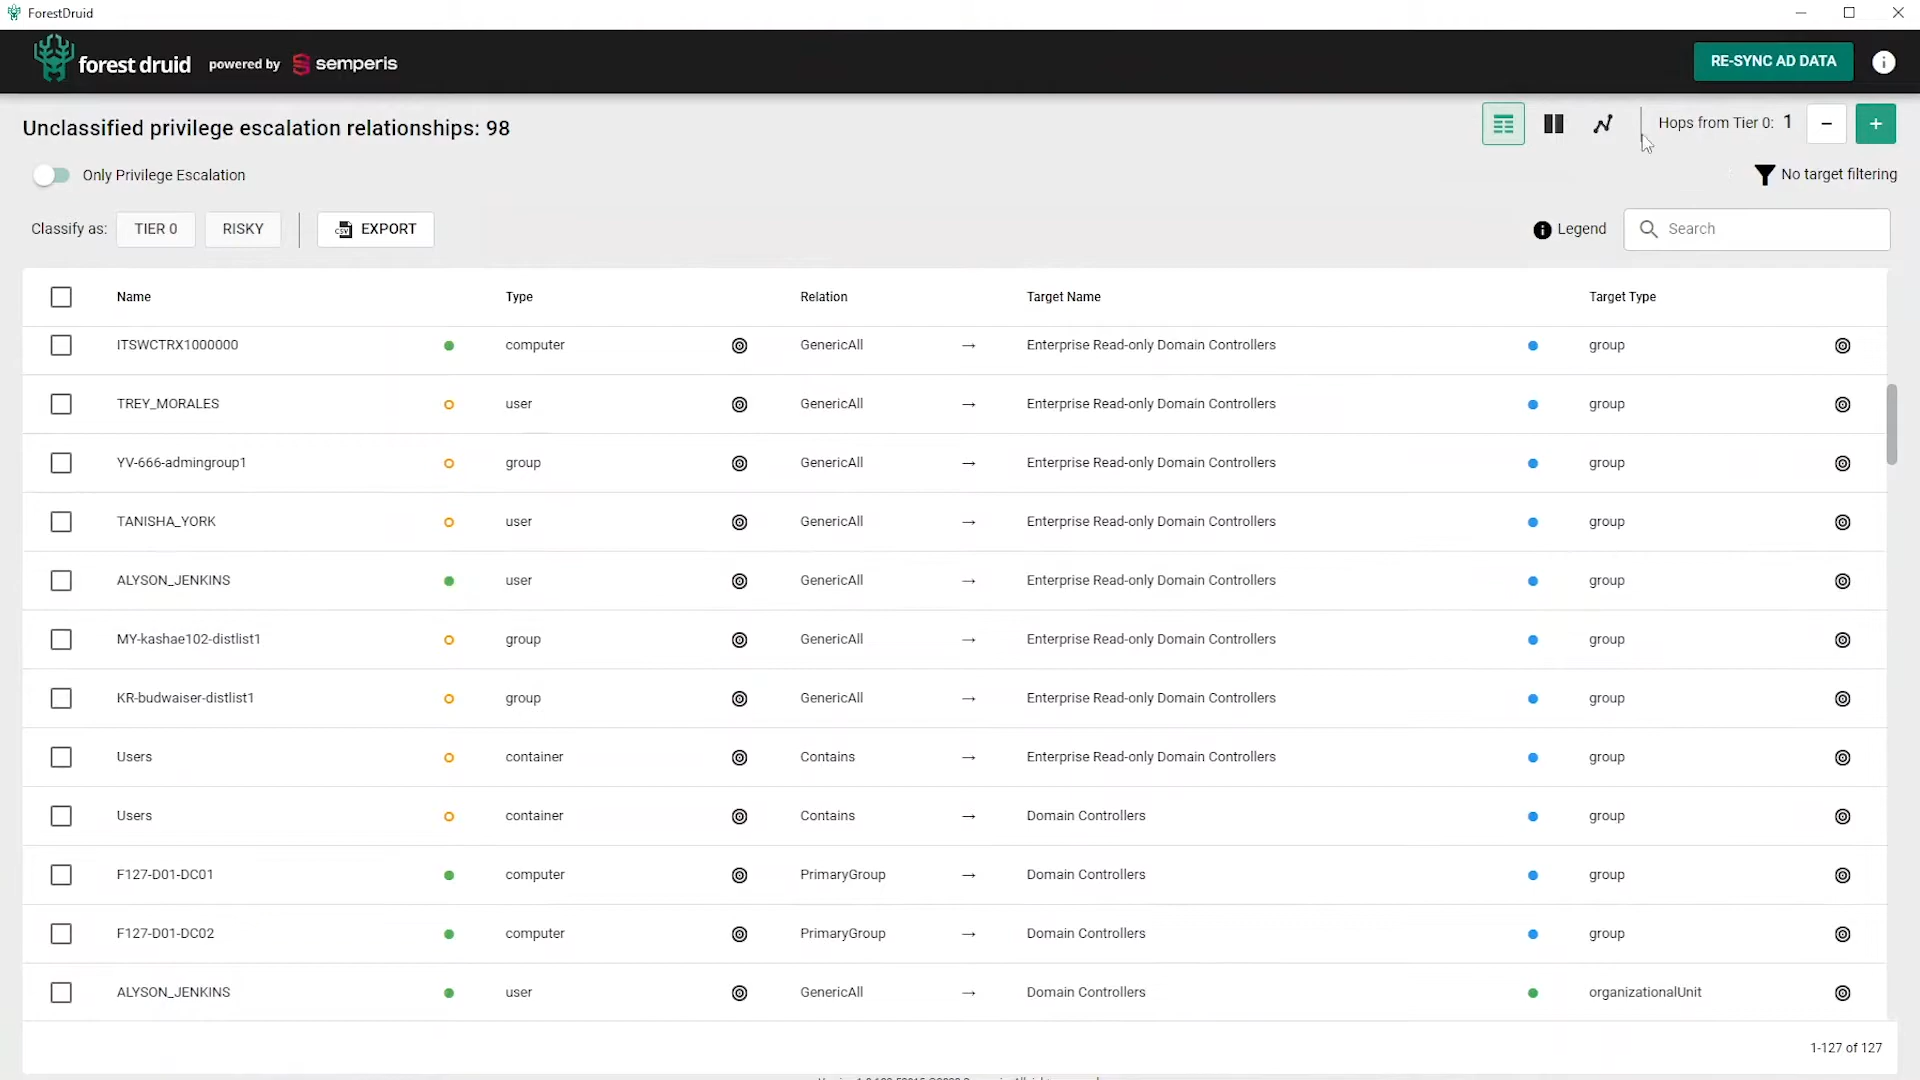 ForestDruid
forest druid powered by semperis
RE-SYNC AD DATA
Unclassified privilege escalation relationships: 98
Hops from Tier 0: 1 − +
Only Privilege Escalation
No target filtering
Classify as: TIER 0 RISKY EXPORT
Legend Search
Name Type Relation Target Name Target Type
ITSWCTRX1000000 computer GenericAll → Enterprise Read-only Domain Controllers group
TREY_MORALES user GenericAll → Enterprise Read-only Domain Controllers group
YV-666-admingroup1 group GenericAll → Enterprise Read-only Domain Controllers group
TANISHA_YORK user GenericAll → Enterprise Read-only Domain Controllers group
ALYSON_JENKINS user GenericAll → Enterprise Read-only Domain Controllers group
MY-kashae102-distlist1 group GenericAll → Enterprise Read-only Domain Controllers group
KR-budwaiser-distlist1 group GenericAll → Enterprise Read-only Domain Controllers group
Users container Contains → Enterprise Read-only Domain Controllers group
Users container Contains → Domain Controllers group
F127-D01-DC01 computer PrimaryGroup → Domain Controllers group
F127-D01-DC02 computer PrimaryGroup → Domain Controllers group
ALYSON_JENKINS user GenericAll → Domain Controllers organizationalUnit
1-127 of 127